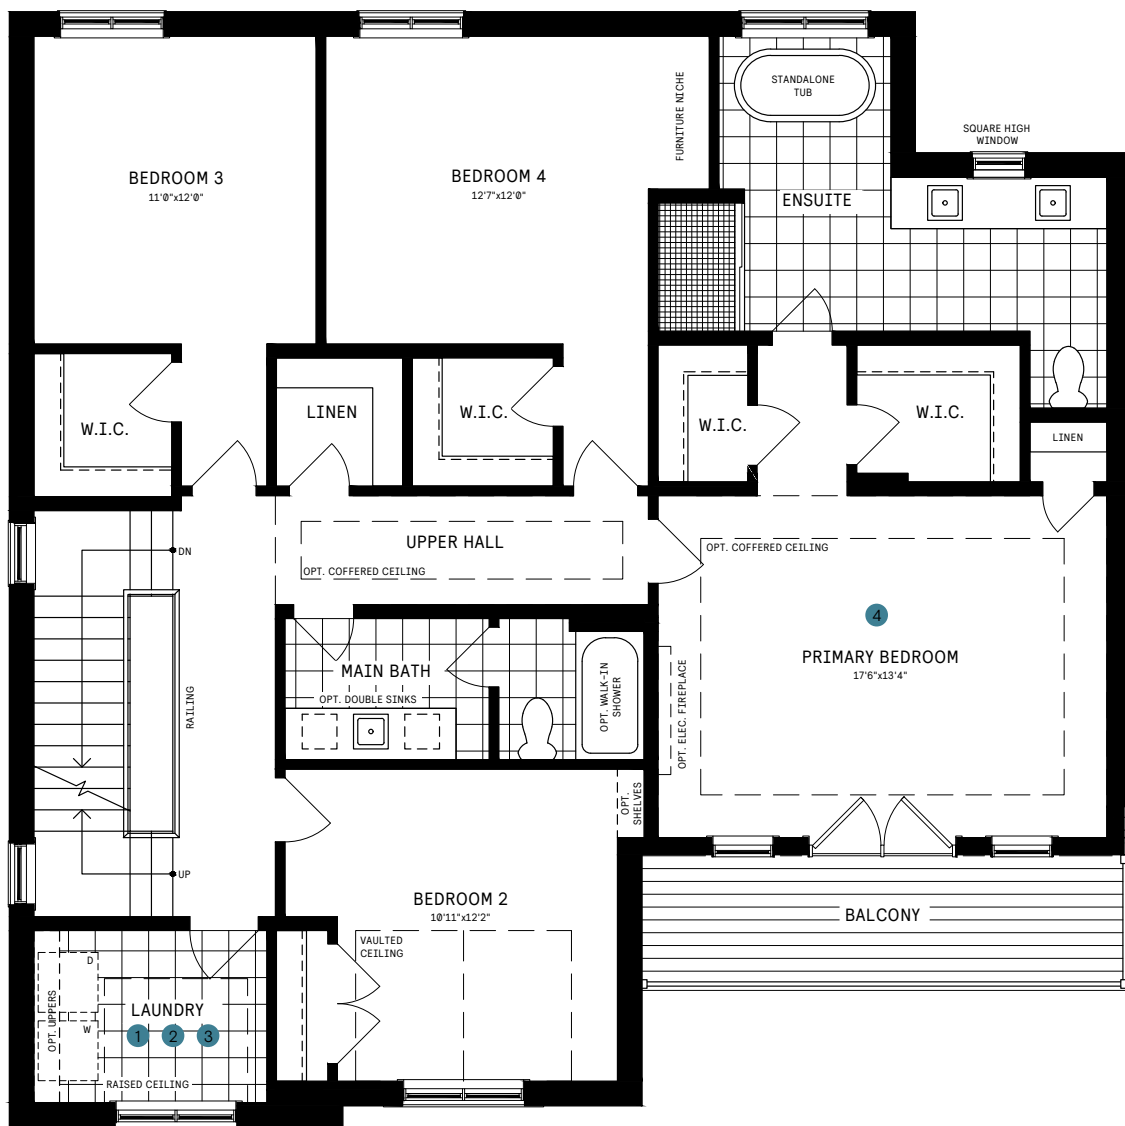 STANDALONE
TUB
FURNITURE NICHE
SQUARE HIGH
WINDOW
BEDROOM 3
11'0"x12'0"
BEDROOM 4
12'7"x12'0"
ENSUITE
W.I.C.
LINEN
W.I.C.
W.I.C.
W.I.C.
LINEN
DN
UPPER HALL
OPT. COFFERED CEILING
OPT. COFFERED CEILING
4
PRIMARY BEDROOM
17'6"x13'4"
RAILING
MAIN BATH
OPT. DOUBLE SINKS
OPT. WALK-IN
SHOWER
OPT. ELEC. FIREPLACE
OPT.
SHELVES
UP
BEDROOM 2
10'11"x12'2"
VAULTED
CEILING
BALCONY
D
W
OPT. UPPERS
LAUNDRY
1 2 3
RAISED CEILING